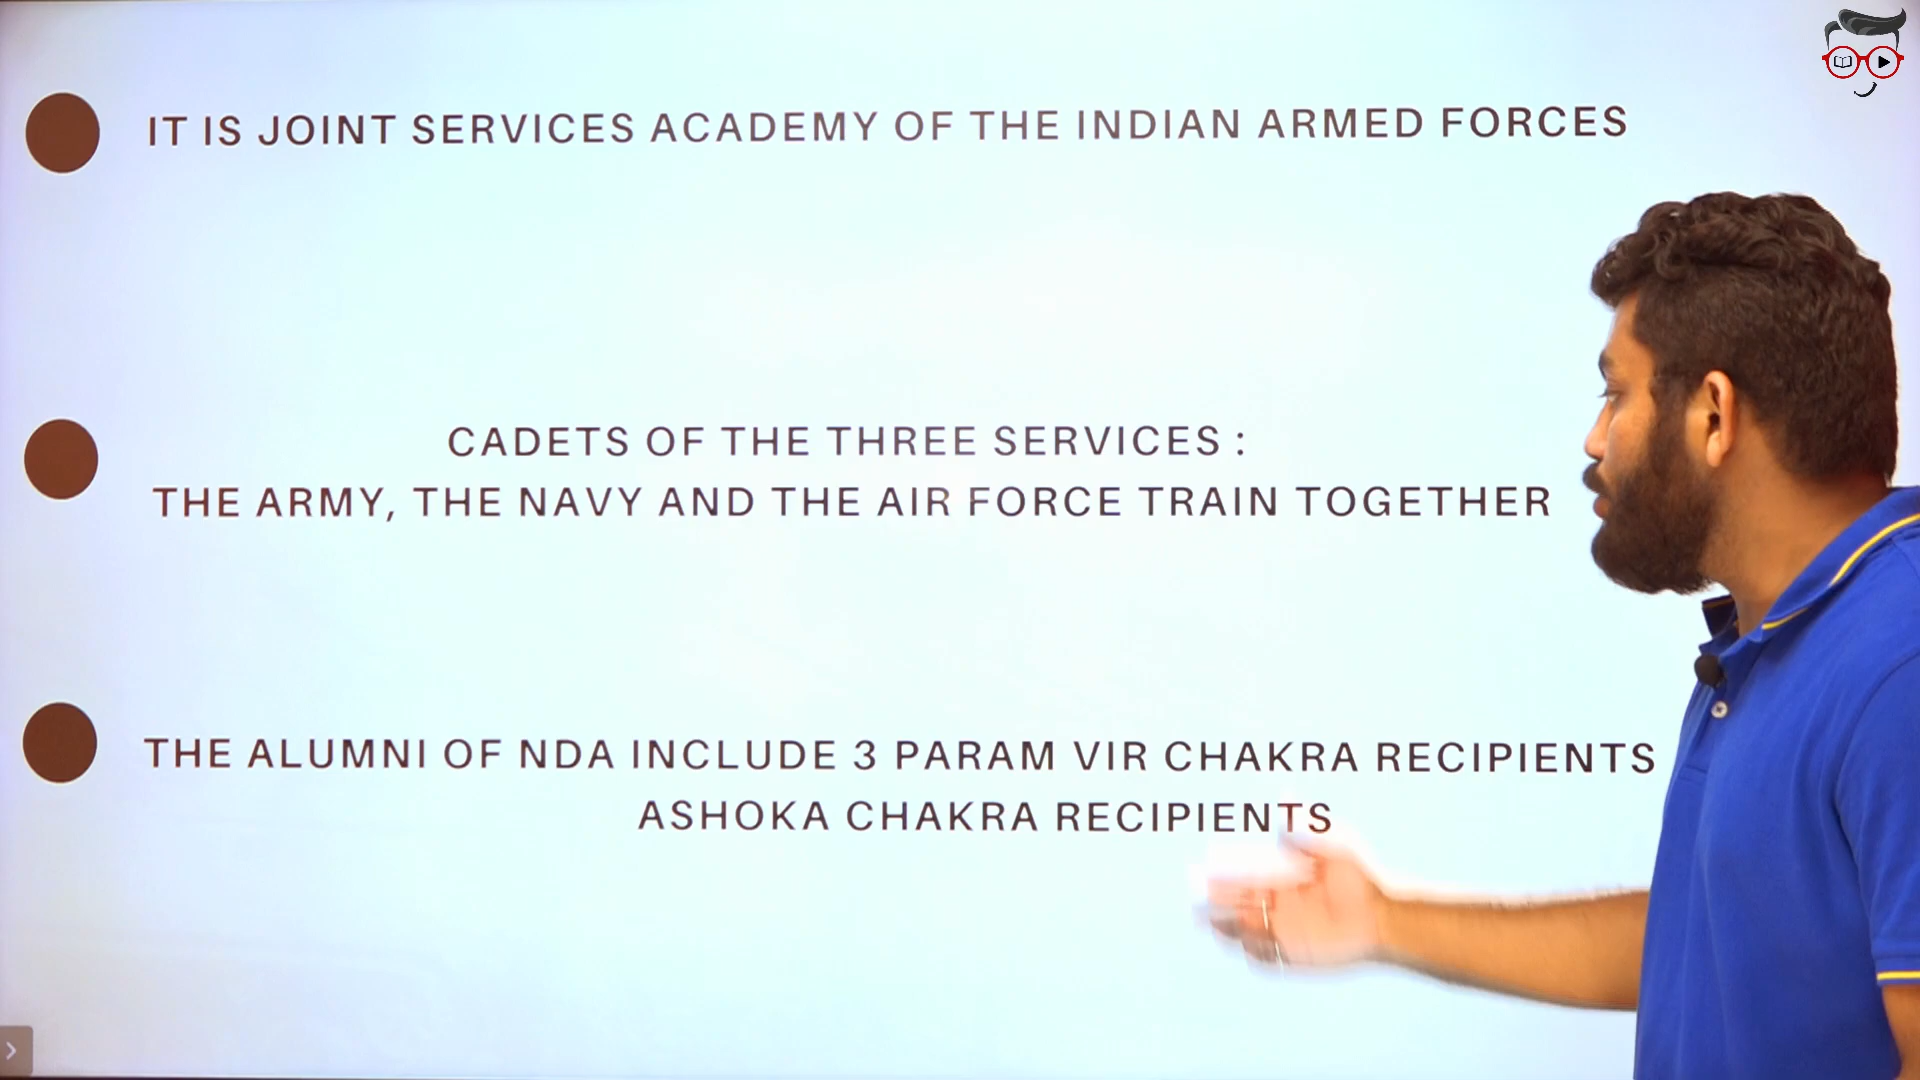 IT IS JOINT SERVICES ACADEMY OF THE INDIAN ARMED FORCES
CADETS OF THE THREE SERVICES :
THE ARMY, THE NAVY AND THE AIR FORCE TRAIN TOGETHER
THE ALUMNI OF NDA INCLUDE 3 PARAM VIR CHAKRA RECIPIENTS
ASHOKA CHAKRA RECIPIENTS